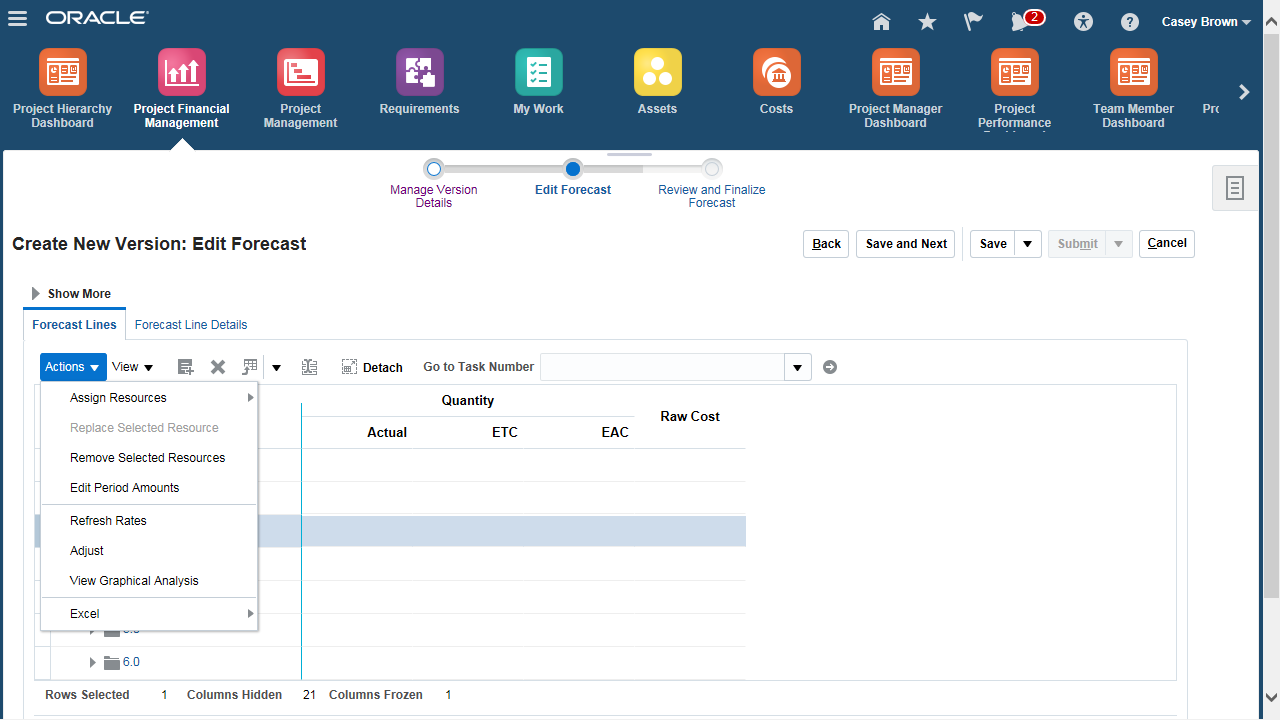 ORACLE
2
Casey Brown
Project Hierarchy
Dashboard
Project Financial
Management
Project
Management
Requirements
My Work
Assets
Costs
Project Manager
Dashboard
Project
Performance
Team Member
Dashboard
Manage Version
Details
Edit Forecast
Review and Finalize
Forecast
Create New Version: Edit Forecast
Back
Save and Next
Save
Submit
Cancel
Show More
Forecast Lines
Forecast Line Details
Actions
View
Detach
Go to Task Number
Assign Resources
Replace Selected Resource
Remove Selected Resources
Edit Period Amounts
Refresh Rates
Adjust
View Graphical Analysis
Excel
Quantity
Raw Cost
Actual
ETC
EAC
6.0
Rows Selected 1 Columns Hidden 21 Columns Frozen 1